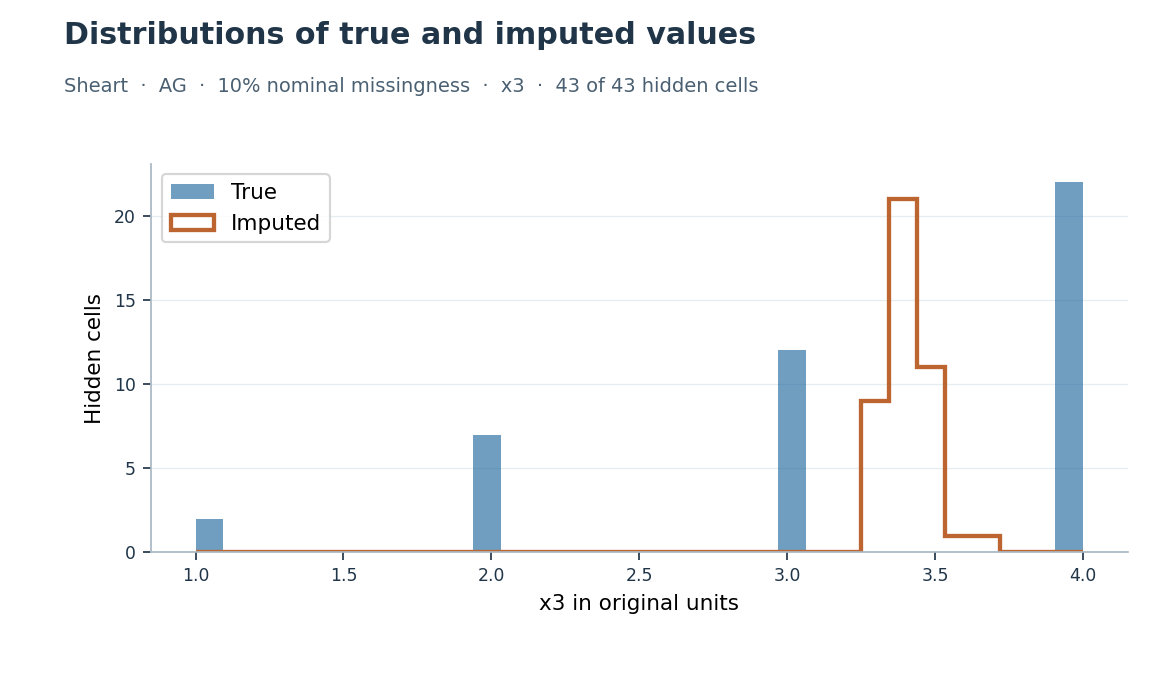 Distributions of true and imputed values
Sheart · AG · 10% nominal missingness · x3 · 43 of 43 hidden cells
True
Imputed
Hidden cells
20
15
10
5
0
1.0 1.5 2.0 2.5 3.0 3.5 4.0
x3 in original units